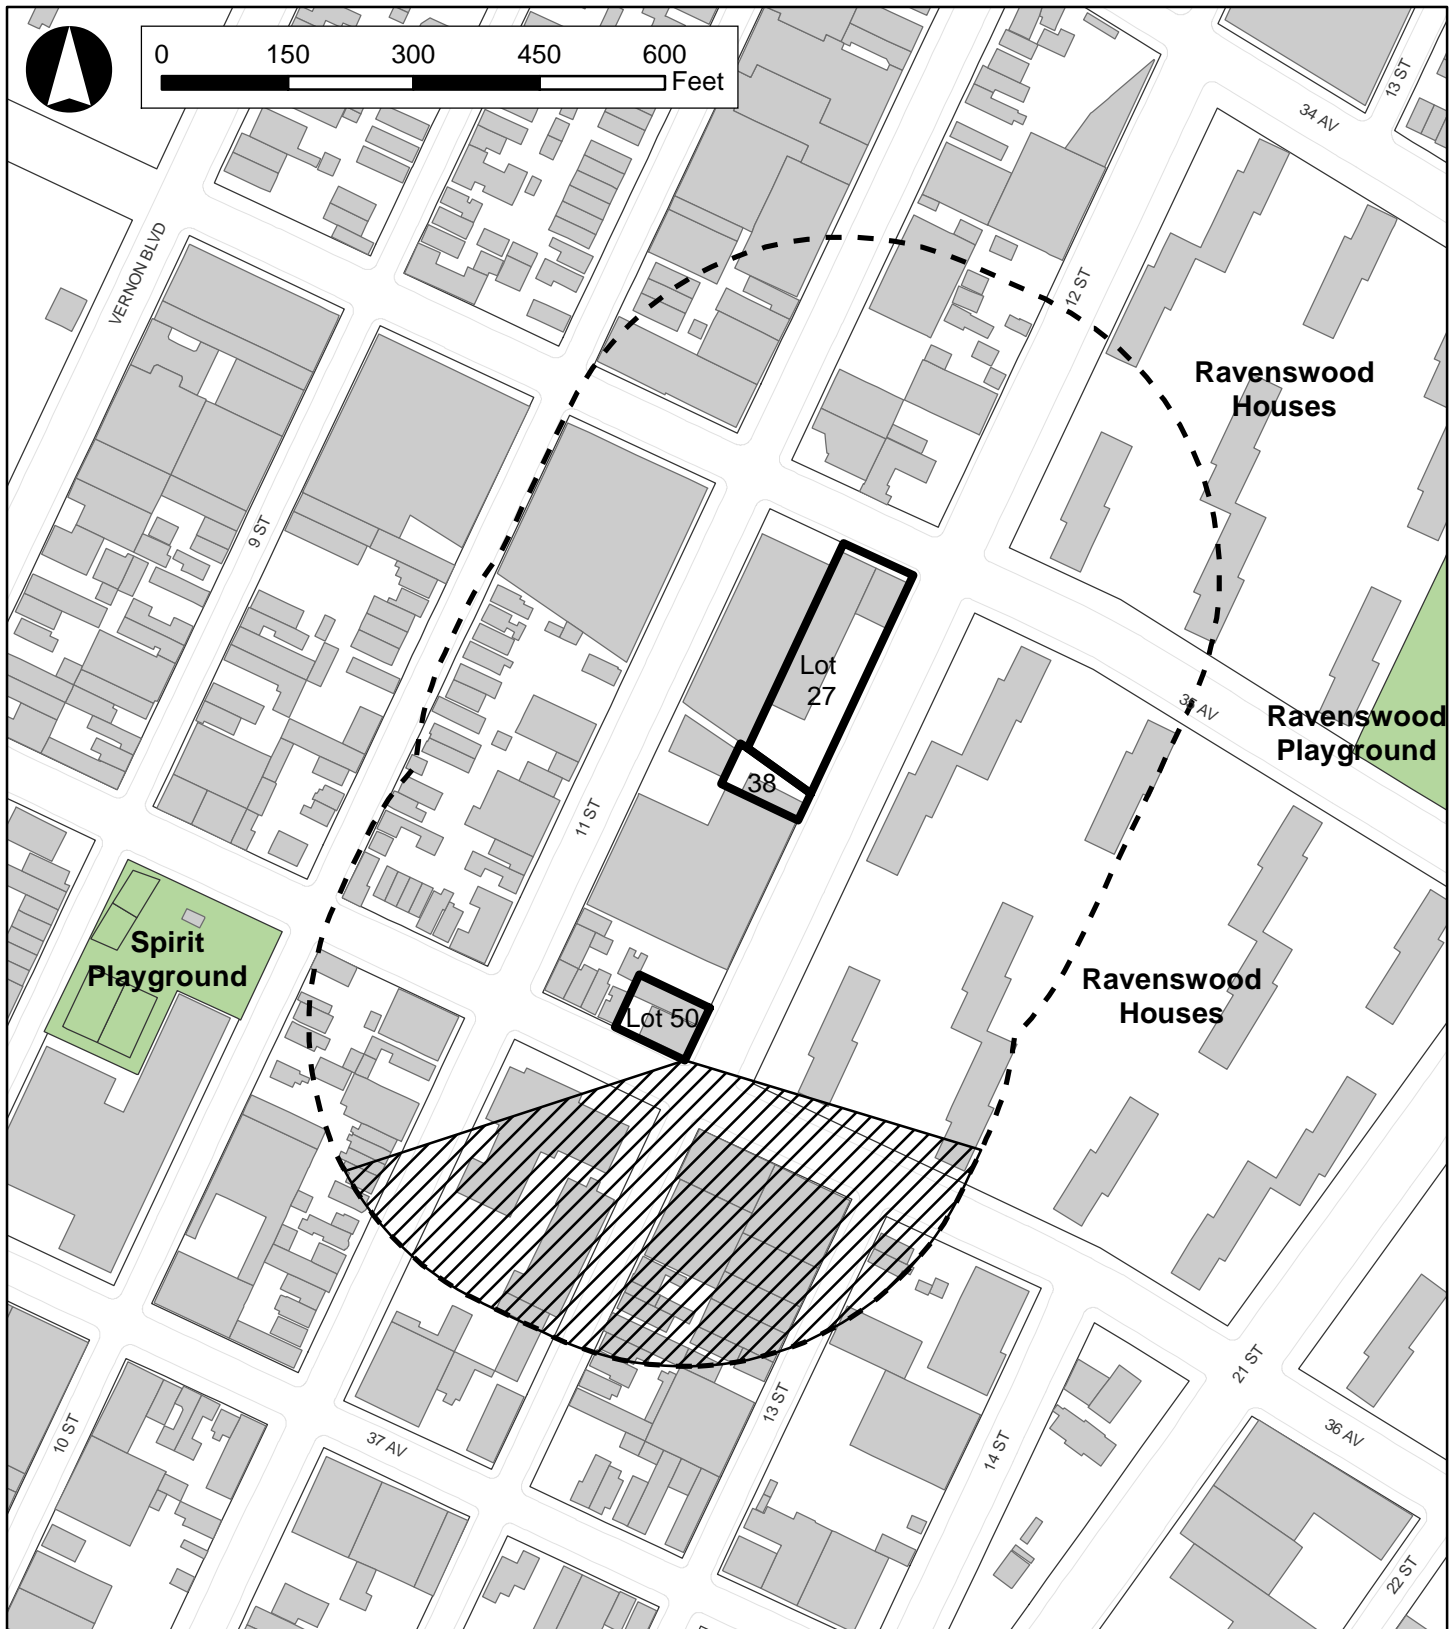 0 150 300 450 600
Feet
13 ST
34 AV
VERNON BLVD
12 ST
Ravenswood
Houses
9 ST
Lot
27
35 AV
Ravenswood
Playground
38
11 ST
Spirit
Playground
Ravenswood
Houses
Lot 50
21 ST
13 ST
10 ST
37 AV
14 ST
36 AV
22 ST